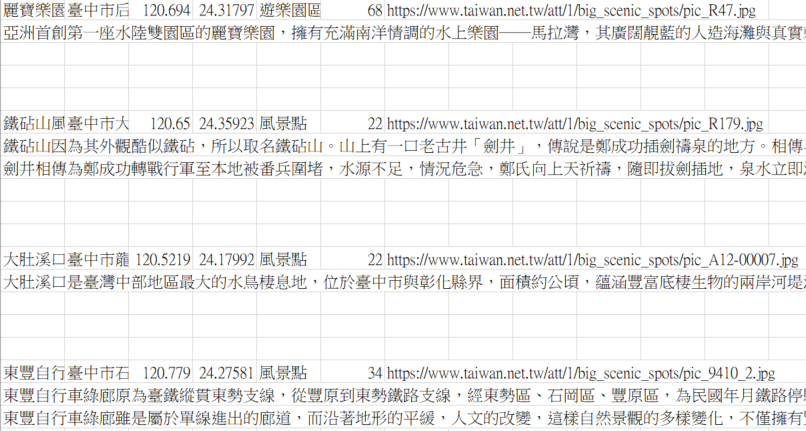 麗寶樂園 臺中市后 120.694 24.31797 遊樂園區 68 https://www.taiwan.net.tw/att/1/big_scenic_spots/pic_R47.jpg
亞洲首創第一座水陸雙園區的麗寶樂園，擁有充滿南洋情調的水上樂園──馬拉灣，其廣闊靚藍的人造海灘與真實
鐵砧山風 臺中市大 120.65 24.35923 風景點 22 https://www.taiwan.net.tw/att/1/big_scenic_spots/pic_R179.jpg
鐵砧山因為其外觀酷似鐵砧，所以取名鐵砧山。山上有一口老古井「劍井」，傳說是鄭成功插劍禱泉的地方。相傳
劍井相傳為鄭成功轉戰行軍至本地被番兵圍堵，水源不足，情況危急，鄭氏向上天祈禱，隨即拔劍插地，泉水立即
大肚溪口 臺中市龍 120.5219 24.17992 風景點 22 https://www.taiwan.net.tw/att/1/big_scenic_spots/pic_A12-00007.jpg
大肚溪口是臺灣中部地區最大的水鳥棲息地，位於臺中市與彰化縣界，面積約公頃，蘊涵豐富底棲生物的兩岸河堤
東豐自行 臺中市石 120.779 24.27581 風景點 34 https://www.taiwan.net.tw/att/1/big_scenic_spots/pic_9410_2.jpg
東豐自行車綠廊原為臺鐵縱貫東勢支線，從豐原到東勢鐵路支線，經東勢區、石岡區、豐原區，為民國年月鐵路停
東豐自行車綠廊雖是屬於單線進出的廊道，而沿著地形的平緩，人文的改變，這樣自然景觀的多樣變化，不僅擁有